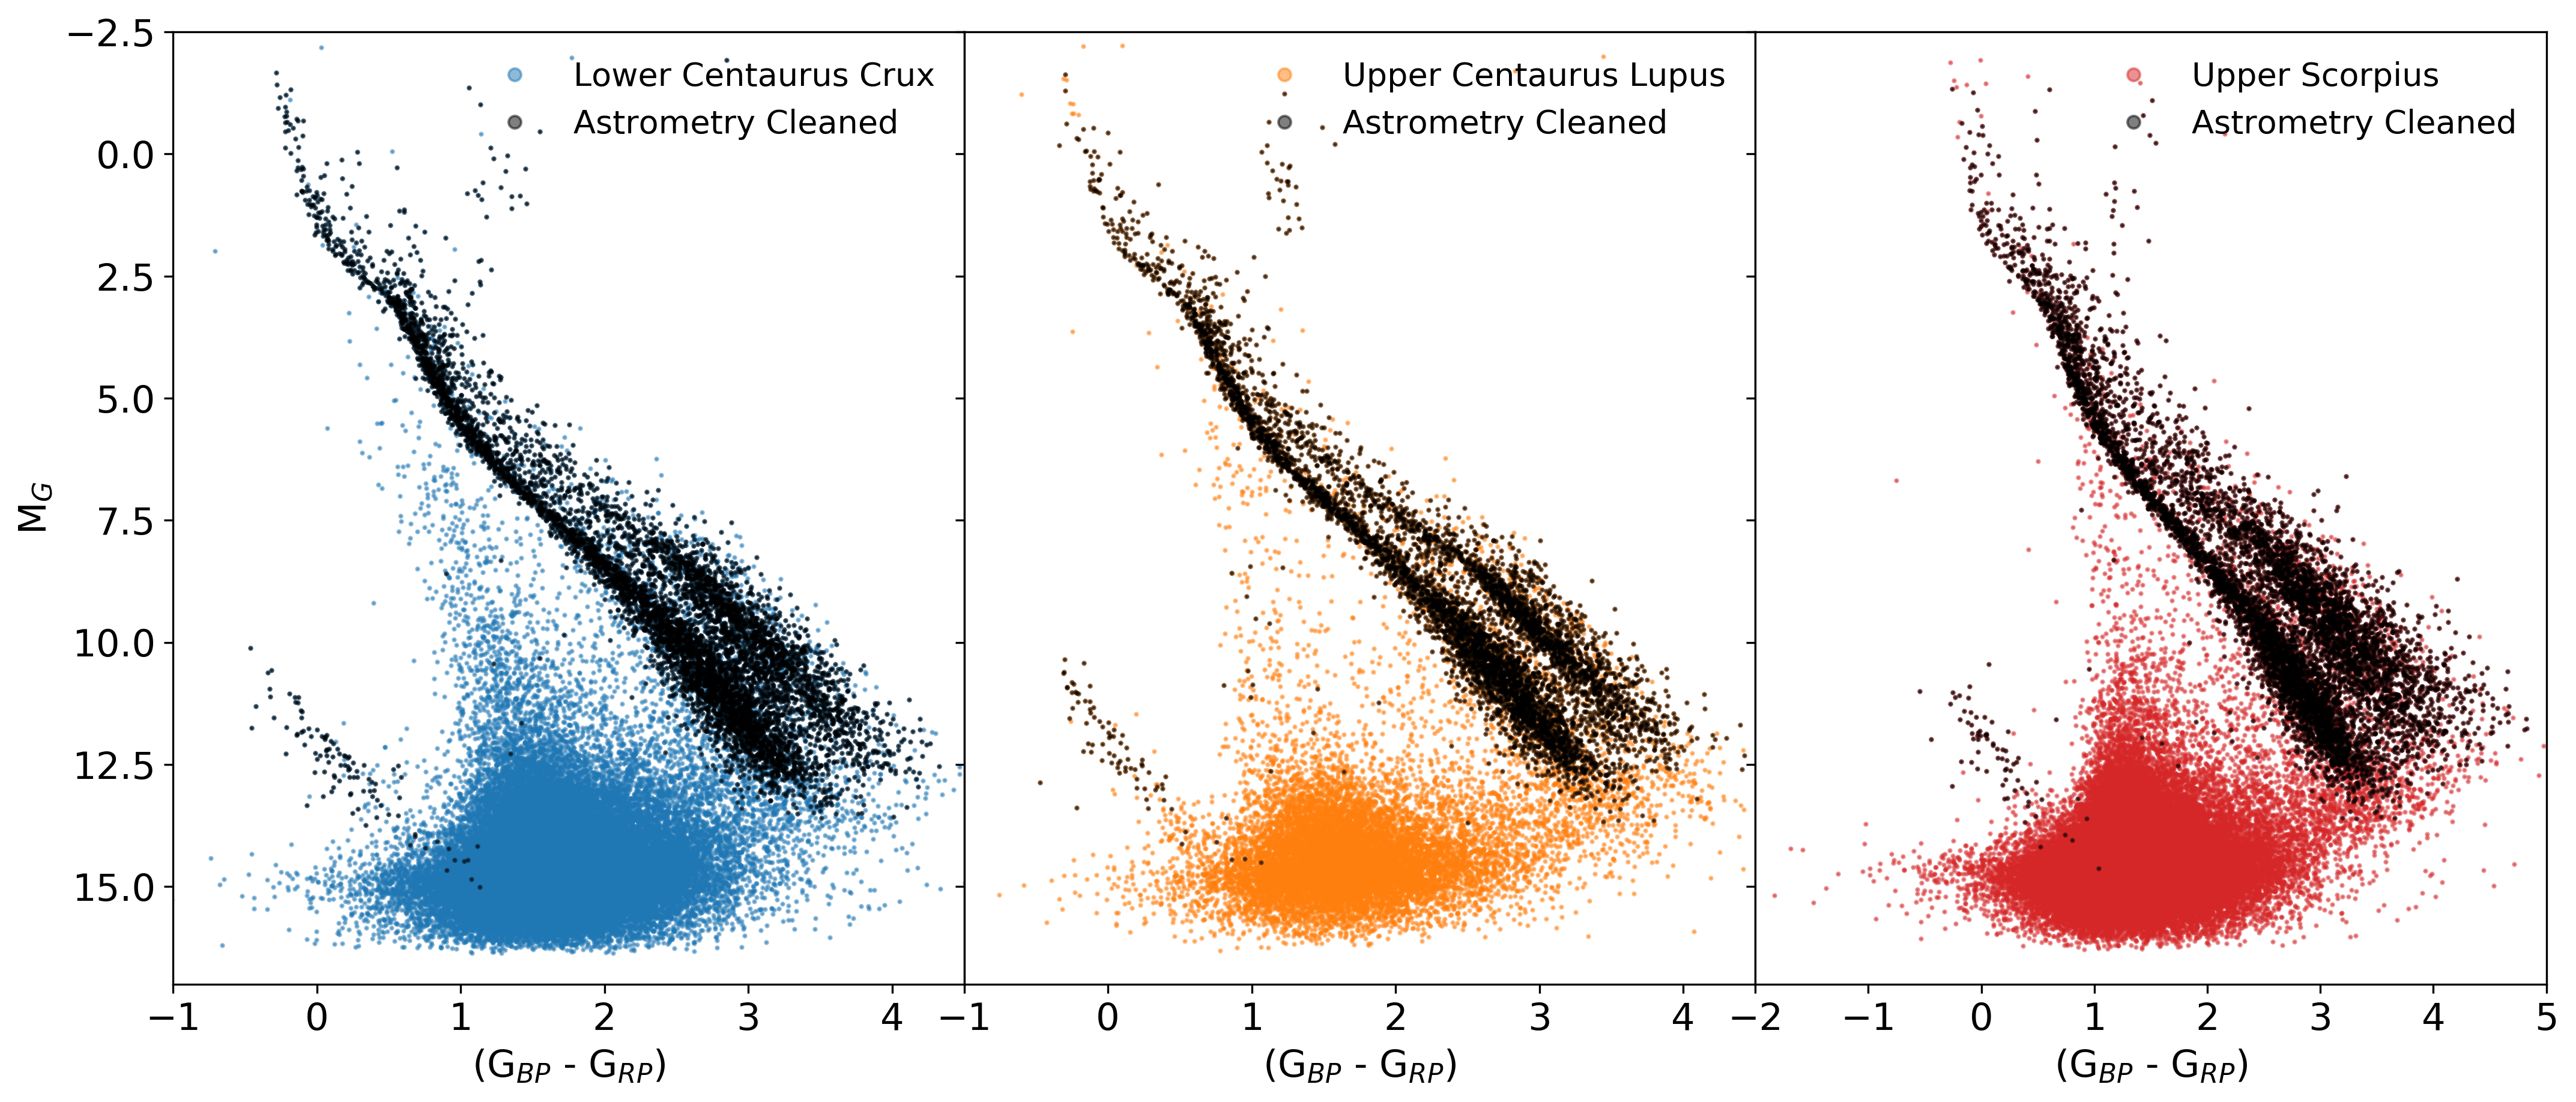 −2.5
0.0
2.5
5.0
7.5
10.0
12.5
15.0
M_G
Lower Centaurus Crux
Astrometry Cleaned
Upper Centaurus Lupus
Astrometry Cleaned
Upper Scorpius
Astrometry Cleaned
−1 0 1 2 3 4
−1 0 1 2 3 4
−2 −1 0 1 2 3 4 5
(G_BP - G_RP)
(G_BP - G_RP)
(G_BP - G_RP)